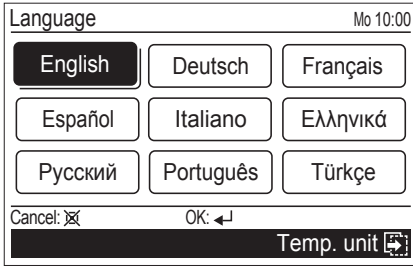 Language Mo 10:00
English Deutsch Français
Español Italiano Ελληνικά
Русский Português Türkçe
Cancel: OK:
Temp. unit